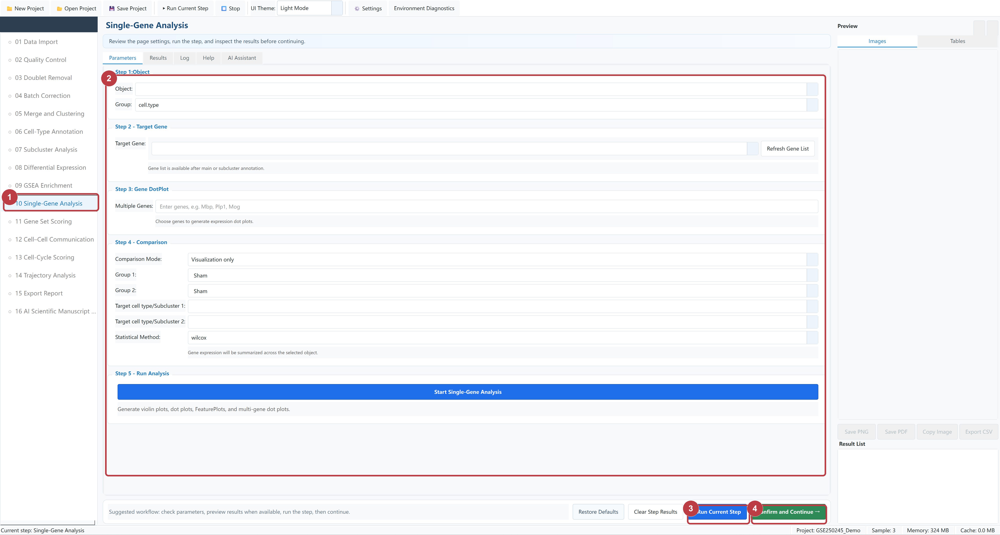 New Project Open Project Save Project Run Current Step Stop UI Theme: Light Mode Settings Environment Diagnostics
01 Data Import
02 Quality Control
03 Doublet Removal
04 Batch Correction
05 Merge and Clustering
06 Cell-Type Annotation
07 Subcluster Analysis
08 Differential Expression
09 GSEA Enrichment
1
10 Single-Gene Analysis
11 Gene Set Scoring
12 Cell–Cell Communication
13 Cell-Cycle Scoring
14 Trajectory Analysis
15 Export Report
16 AI Scientific Manuscript ...
Single-Gene Analysis
Review the page settings, run the step, and inspect the results before continuing.
Parameters Results Log Help AI Assistant
Step 1:Object
2
Object:
Group: cell.type
Step 2 - Target Gene
Target Gene: Refresh Gene List
Gene list is available after main or subcluster annotation.
Step 3: Gene DotPlot
Multiple Genes: Enter genes, e.g. Mbp, Plp1, Mog
Choose genes to generate expression dot plots.
Step 4 - Comparison
Comparison Mode: Visualization only
Group 1: Sham
Group 2: Sham
Target cell type/Subcluster 1:
Target cell type/Subcluster 2:
Statistical Method: wilcox
Gene expression will be summarized across the selected object.
Step 5 - Run Analysis
Start Single-Gene Analysis
Generate violin plots, dot plots, FeaturePlots, and multi-gene dot plots.
Suggested workflow: check parameters, preview results when available, run the step, then continue. Restore Defaults Clear Step Results 3 Run Current Step 4 nfirm and Continue →
Preview
Images Tables
Save PNG Save PDF Copy Image Export CSV
Result List
Current step: Single-Gene Analysis Project: GSE250245_Demo Sample: 3 Memory: 324 MB Cache: 0.0 MB